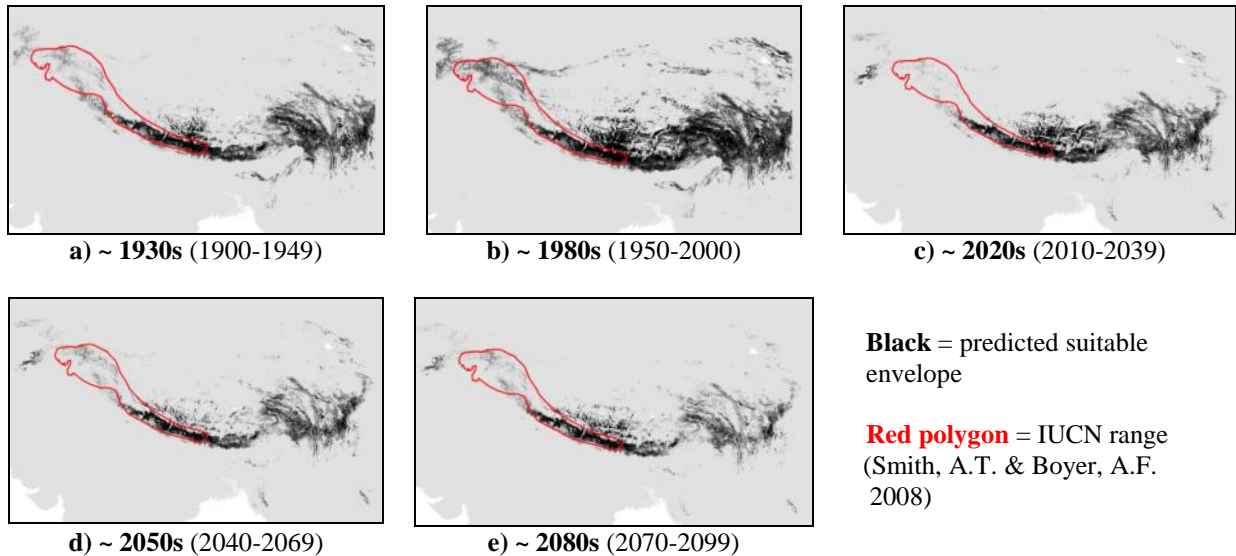 a) ~ 1930s (1900-1949)
b) ~ 1980s (1950-2000)
c) ~ 2020s (2010-2039)
d) ~ 2050s (2040-2069)
e) ~ 2080s (2070-2099)
Black = predicted suitable
envelope
Red polygon = IUCN range
(Smith, A.T. & Boyer, A.F.
2008)